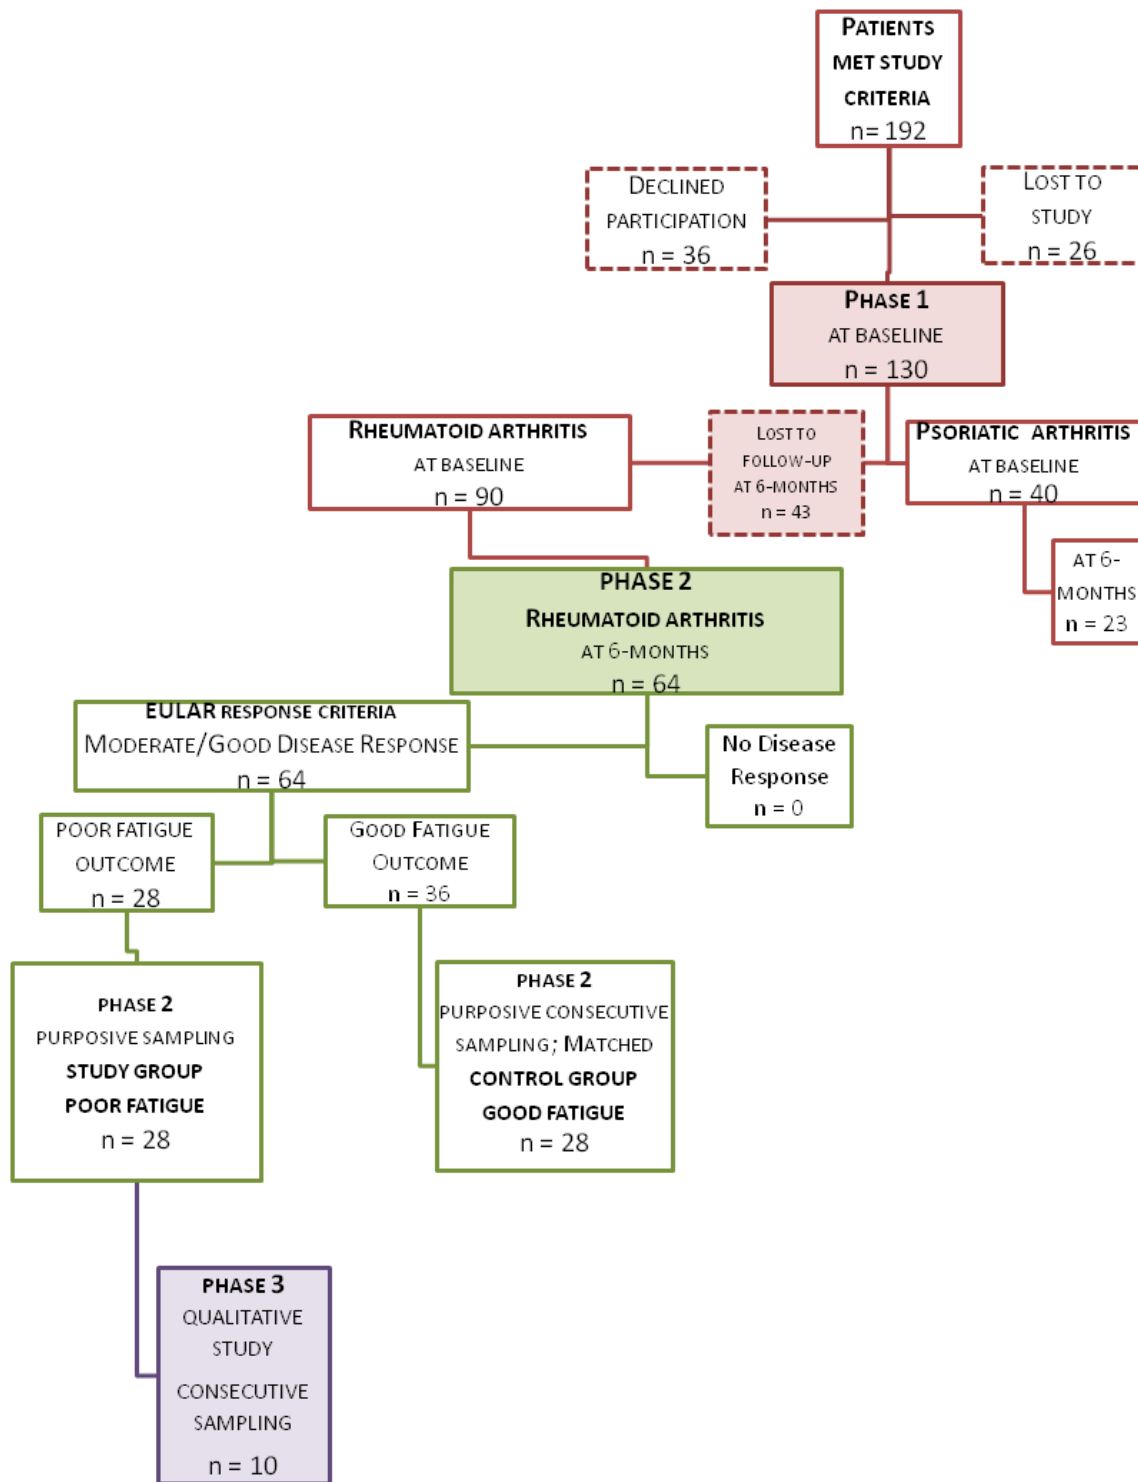 PATIENTS
MET STUDY
CRITERIA
n= 192
DECLINED
PARTICIPATION
n = 36
LOST TO
STUDY
n = 26
PHASE 1
AT BASELINE
n = 130
RHEUMATOID ARTHRITIS
AT BASELINE
n = 90
LOST TO
FOLLOW-UP
AT 6-MONTHS
n = 43
PSORIATIC ARTHRITIS
AT BASELINE
n = 40
AT 6-
MONTHS
n = 23
PHASE 2
RHEUMATOID ARTHRITIS
AT 6-MONTHS
n = 64
EULAR RESPONSE CRITERIA
MODERATE/GOOD DISEASE RESPONSE
n = 64
No Disease
Response
n = 0
POOR FATIGUE
OUTCOME
n = 28
GOOD FATIGUE
OUTCOME
n = 36
PHASE 2
PURPOSIVE SAMPLING
STUDY GROUP
POOR FATIGUE
n = 28
PHASE 2
PURPOSIVE CONSECUTIVE
SAMPLING; MATCHED
CONTROL GROUP
GOOD FATIGUE
n = 28
PHASE 3
QUALITATIVE
STUDY
CONSECUTIVE
SAMPLING
n = 10